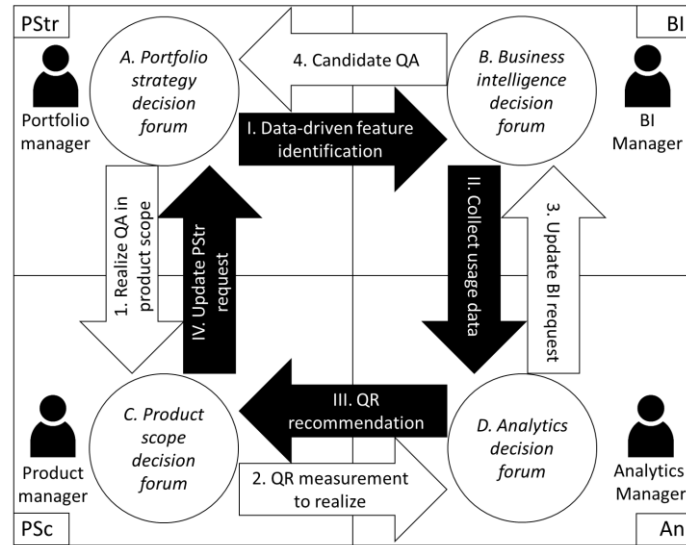 PStr
BI
A. Portfolio
strategy
decision
forum
4. Candidate QA
B. Business
intelligence
decision
forum
Portfolio
manager
BI
Manager
I. Data-driven feature
identification
1. Realize QA in
product scope
IV. Update PStr
request
II. Collect
usage data
3. Update
BI request
C. Product
scope
decision
forum
III. QR
recommendation
D. Analytics
decision
forum
Product
manager
2. QR measurement
to realize
Analytics
Manager
PSc
An